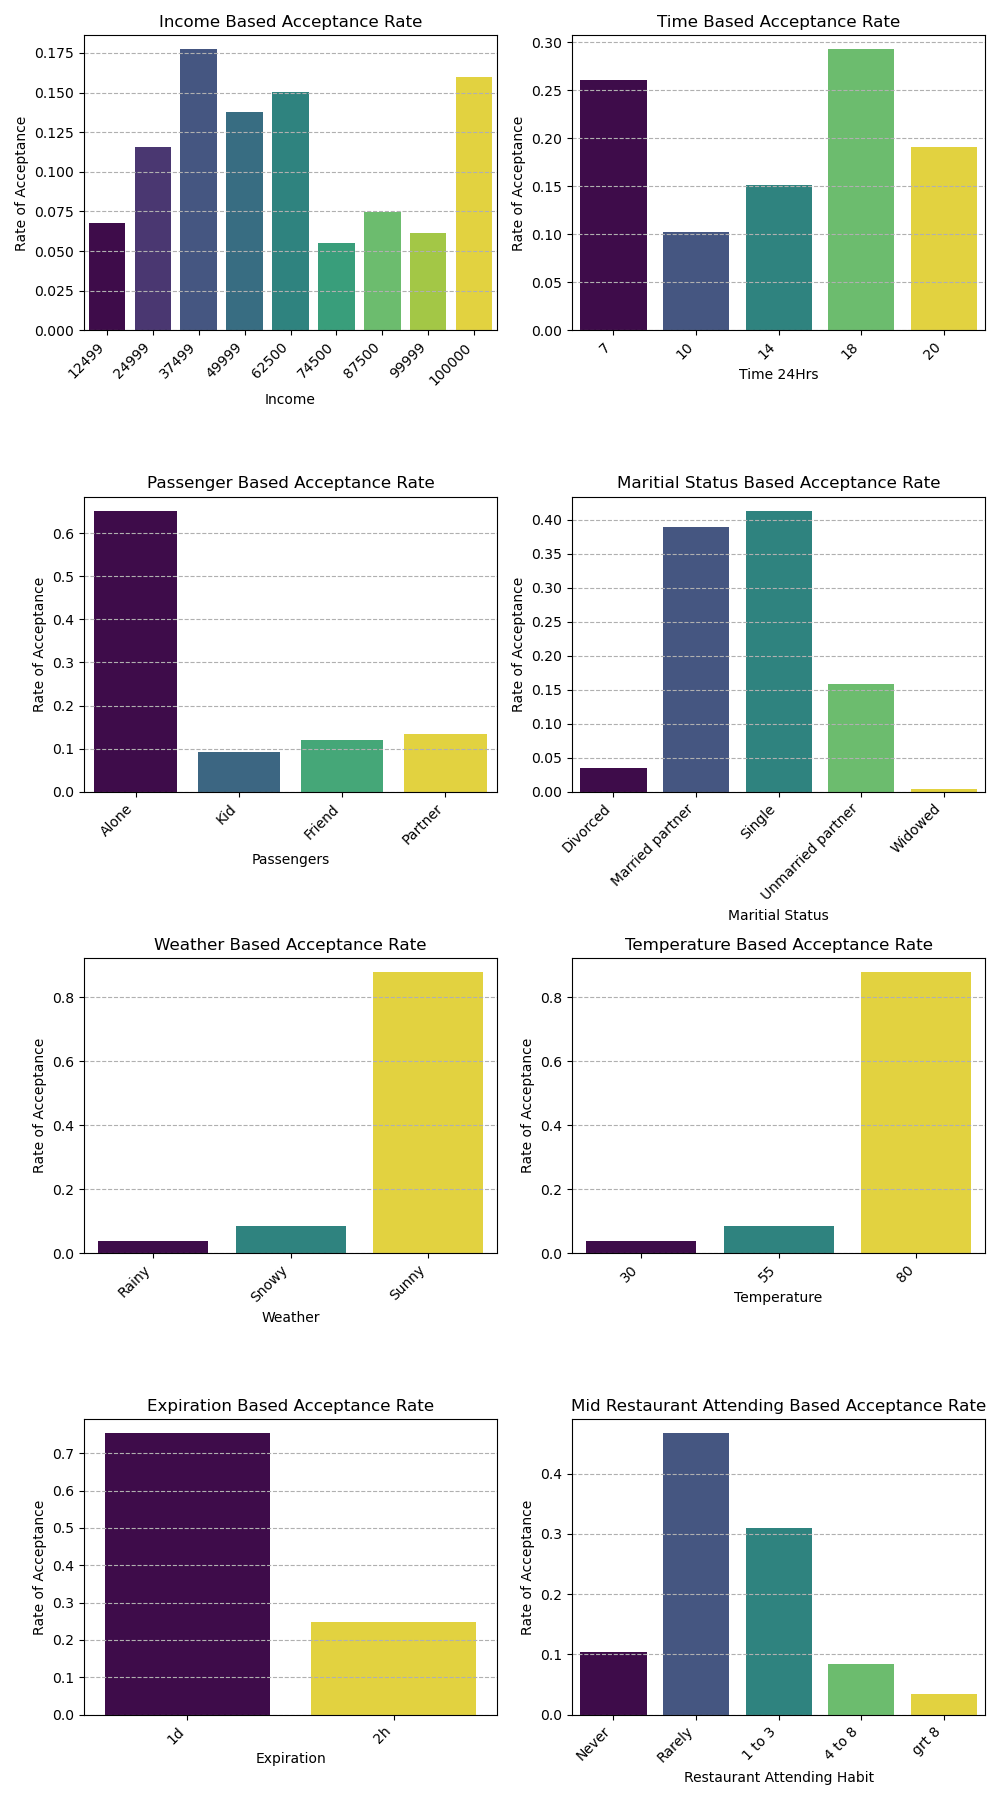 Income Based Acceptance Rate
Rate of Acceptance
0.175
0.150
0.125
0.100
0.075
0.050
0.025
0.000
12499
24999
37499
49999
62500
74500
87500
99999
100000
Income
Time Based Acceptance Rate
Rate of Acceptance
0.30
0.25
0.20
0.15
0.10
0.05
0.00
7
10
14
18
20
Time 24Hrs
Passenger Based Acceptance Rate
Rate of Acceptance
0.6
0.5
0.4
0.3
0.2
0.1
0.0
Alone
Kid
Friend
Partner
Passengers
Maritial Status Based Acceptance Rate
Rate of Acceptance
0.40
0.35
0.30
0.25
0.20
0.15
0.10
0.05
0.00
Divorced
Married partner
Single
Unmarried partner
Widowed
Maritial Status
Weather Based Acceptance Rate
Rate of Acceptance
0.8
0.6
0.4
0.2
0.0
Rainy
Snowy
Sunny
Weather
Temperature Based Acceptance Rate
Rate of Acceptance
0.8
0.6
0.4
0.2
0.0
30
55
80
Temperature
Expiration Based Acceptance Rate
Rate of Acceptance
0.7
0.6
0.5
0.4
0.3
0.2
0.1
0.0
1d
2h
Expiration
Mid Restaurant Attending Based Acceptance Rate
Rate of Acceptance
0.4
0.3
0.2
0.1
0.0
Never
Rarely
1 to 3
4 to 8
grt 8
Restaurant Attending Habit